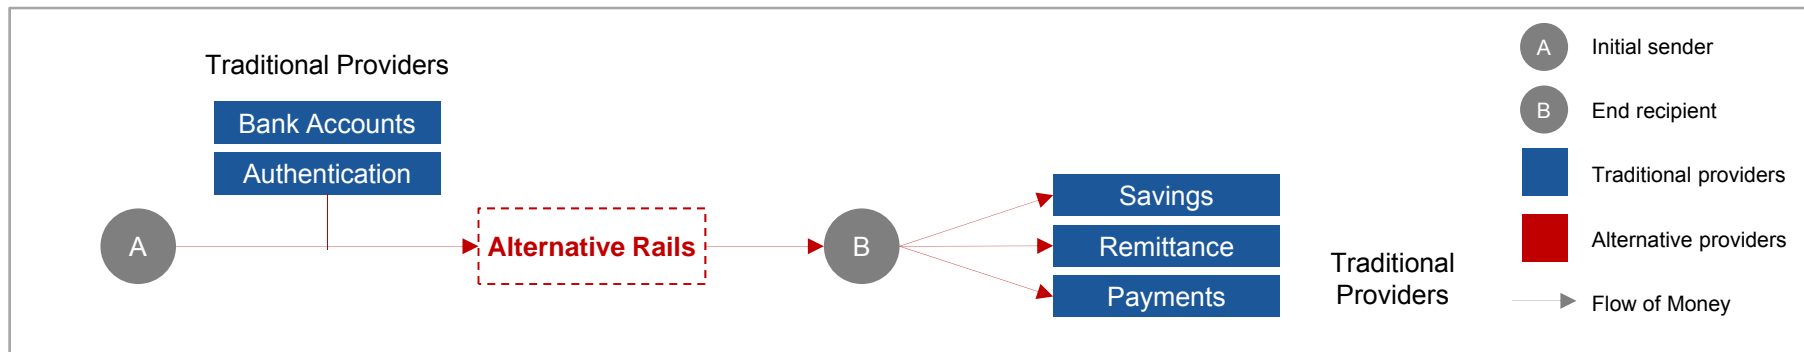 Traditional Providers
Bank Accounts
Authentication
A
Alternative Rails
B
Savings
Remittance
Payments
Traditional
Providers
A Initial sender
B End recipient
Traditional providers
Alternative providers
Flow of Money